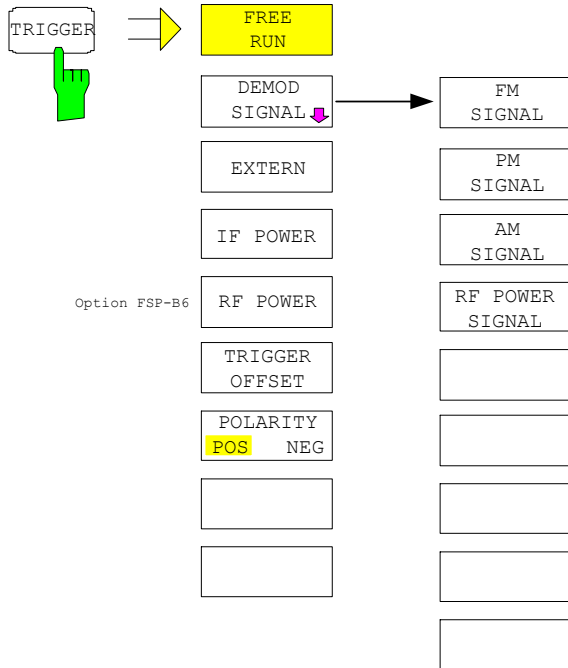 TRIGGER
FREE
RUN
DEMOD
SIGNAL
EXTERN
IF POWER
Option FSP-B6
RF POWER
TRIGGER
OFFSET
POLARITY
POS NEG
FM
SIGNAL
PM
SIGNAL
AM
SIGNAL
RF POWER
SIGNAL